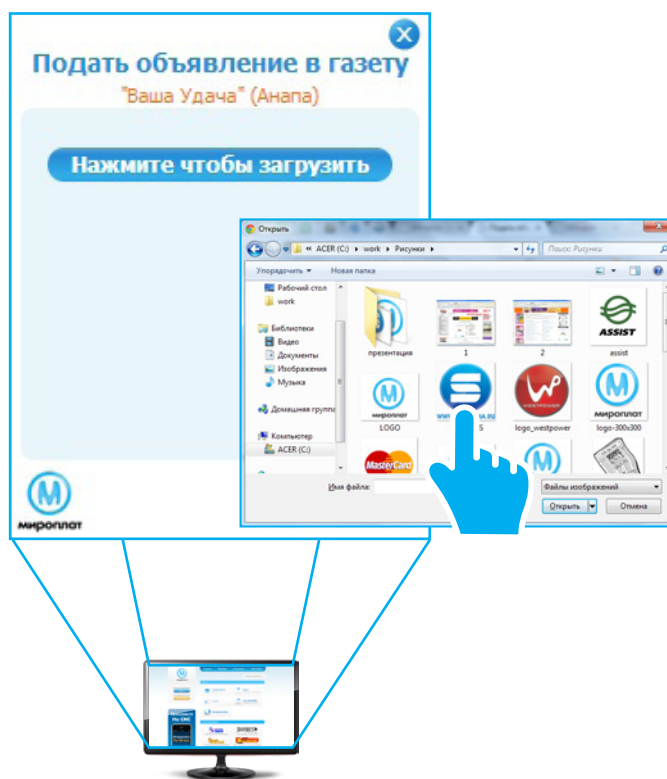 Подать объявление в газету
"Ваша Удача" (Анапа)
Нажмите чтобы загрузить
Открыть
« ACER (C:) ▸ work ▸ Рисунки ▸
Поиск: Рисунки
Упорядочить
Новая папка
Рабочий стол
work
Библиотеки
Видео
Документы
Изображения
Музыка
Домашняя группа
Компьютер
ACER (C:)
презентация
1
2
ASSIST
assist
мироплат
LOGO
WESTPOWER
logo_westpower
мироплат
logo-300x300
MasterCard
Имя файла:
Файлы изображений
Открыть
Отмена
М
мироплат